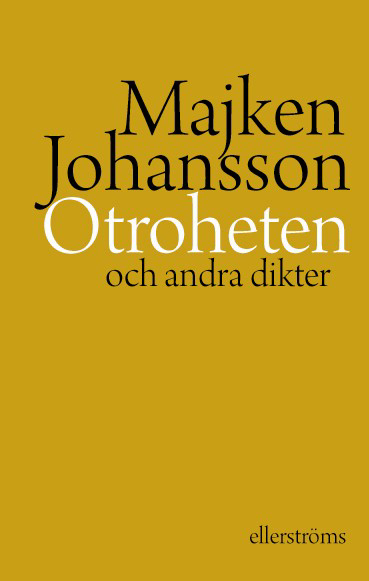 Majken
Johansson
Otroheten
och andra dikter
ellerströms